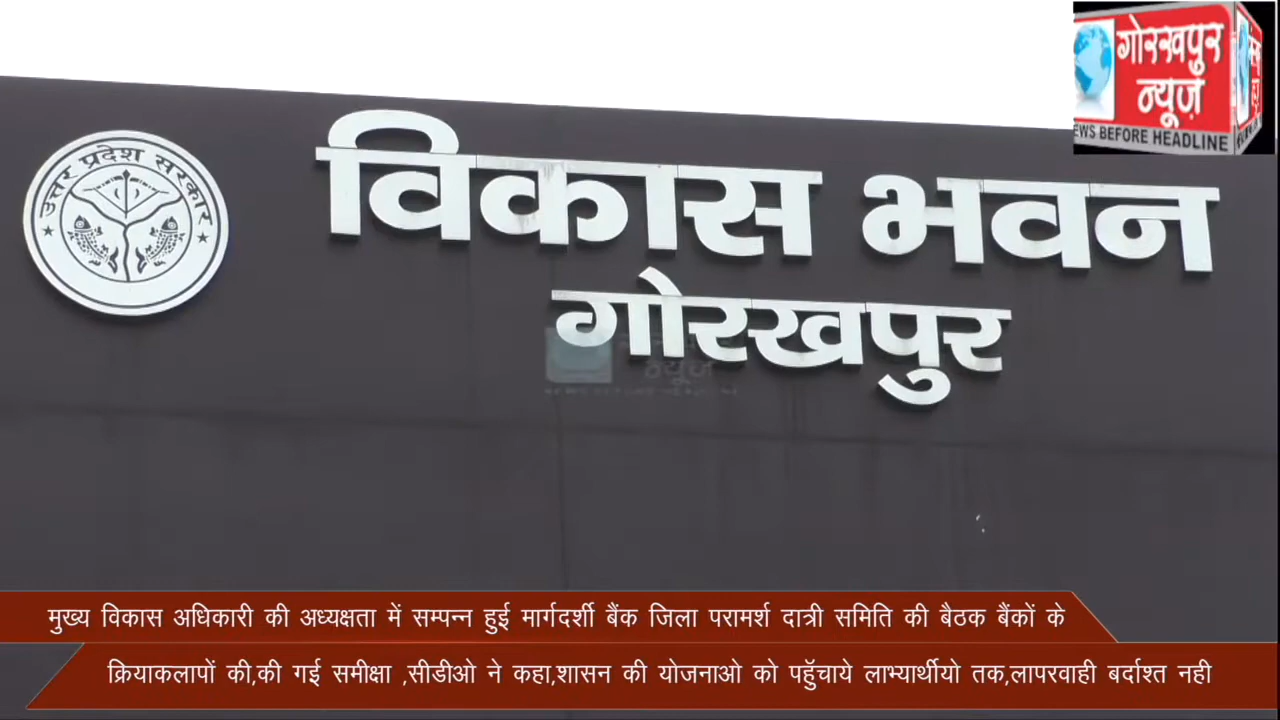 गोरखपुर
न्यूज़
EWS BEFORE HEADLINE
उत्तर प्रदेश सरकार
विकास भवन
गोरखपुर
न्यूज़
मुख्य विकास अधिकारी की अध्यक्षता में सम्पन्न हुई मार्गदर्शी बैंक जिला परामर्श दात्री समिति की बैठक बैंकों के
क्रियाकलापों की,की गई समीक्षा ,सीडीओ ने कहा,शासन की योजनाओ को पहुॅचाये लाभ्यार्थीयो तक,लापरवाही बर्दाश्त नही